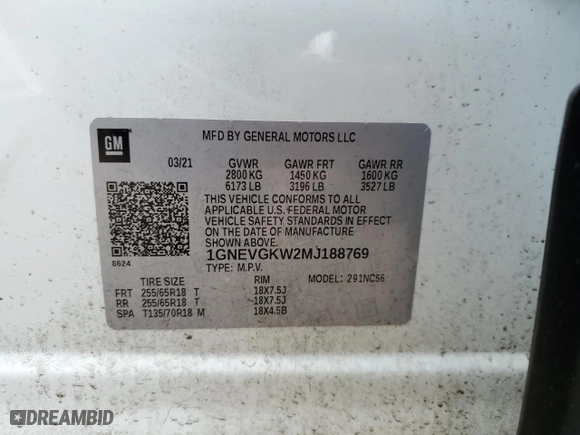 GM
MFD BY GENERAL MOTORS LLC
03/21 GVWR GAWR FRT GAWR RR
2800 KG 1450 KG 1600 KG
6173 LB 3196 LB 3527 LB
THIS VEHICLE CONFORMS TO ALL
APPLICABLE U.S. FEDERAL MOTOR
VEHICLE SAFETY STANDARDS IN EFFECT
ON THE DATE OF MANUFACTURE
SHOWN ABOVE.
1GNEVGKW2MJ188769
8624
TYPE: M.P.V.
MODEL: 291NC56
TIRE SIZE RIM
FRT 255/65R18 T 18X7.5J
RR 255/65R18 T 18X7.5J
SPA T135/70R18 M 18X4.5B
DREAMBID